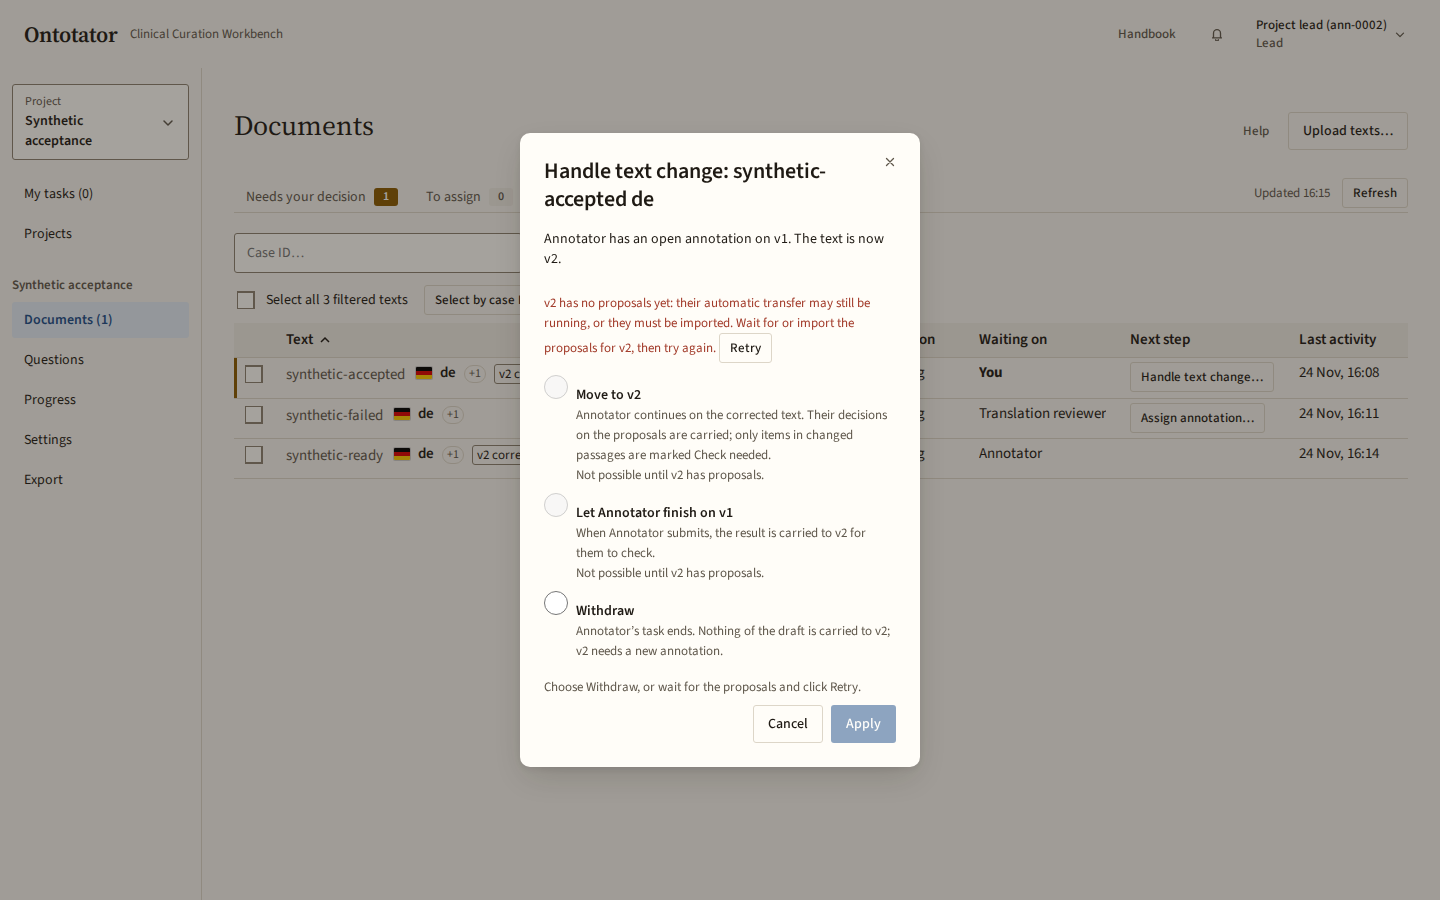 Ontotator Clinical Curation Workbench Handbook Project lead (ann-0002)
Lead
Project
Synthetic
acceptance
My tasks (0)
Projects
Synthetic acceptance
Documents (1)
Questions
Progress
Settings
Export
Documents
Help Upload texts…
Needs your decision 1 To assign 0 Updated 16:15 Refresh
Case ID…
Select all 3 filtered texts Select by case
Text Waiting on Next step Last activity
synthetic-accepted de +1 You Handle text change… 24 Nov, 16:08
synthetic-failed de +1 Translation reviewer Assign annotation… 24 Nov, 16:11
synthetic-ready de +1 Annotator 24 Nov, 16:14
Handle text change: synthetic-
accepted de
Annotator has an open annotation on v1. The text is now
v2.
v2 has no proposals yet: their automatic transfer may still be
running, or they must be imported. Wait for or import the
proposals for v2, then try again. Retry
Move to v2
Annotator continues on the corrected text. Their decisions
on the proposals are carried; only items in changed
passages are marked Check needed.
Not possible until v2 has proposals.
Let Annotator finish on v1
When Annotator submits, the result is carried to v2 for
them to check.
Not possible until v2 has proposals.
Withdraw
Annotator’s task ends. Nothing of the draft is carried to v2;
v2 needs a new annotation.
Choose Withdraw, or wait for the proposals and click Retry.
Cancel Apply